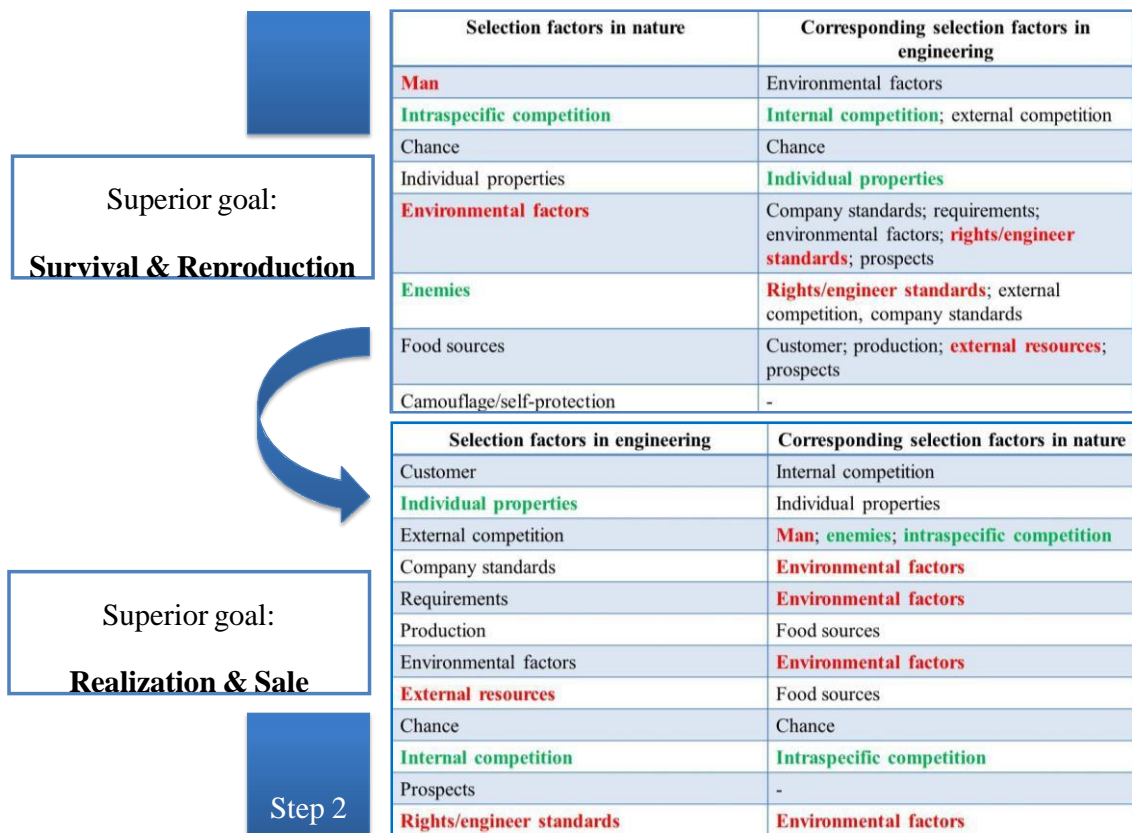 Selection factors in nature
Corresponding selection factors in
engineering
Man
Environmental factors
Intraspecific competition
Internal competition; external competition
Chance
Chance
Individual properties
Individual properties
Environmental factors
Company standards; requirements;
environmental factors; rights/engineer
standards; prospects
Enemies
Rights/engineer standards; external
competition, company standards
Food sources
Customer; production; external resources;
prospects
Camouflage/self-protection
-
Superior goal:
Survival & Reproduction
Selection factors in engineering
Corresponding selection factors in nature
Customer
Internal competition
Individual properties
Individual properties
External competition
Man; enemies; intraspecific competition
Company standards
Environmental factors
Requirements
Environmental factors
Production
Food sources
Environmental factors
Environmental factors
External resources
Food sources
Chance
Chance
Internal competition
Intraspecific competition
Prospects
-
Rights/engineer standards
Environmental factors
Superior goal:
Realization & Sale
Step 2